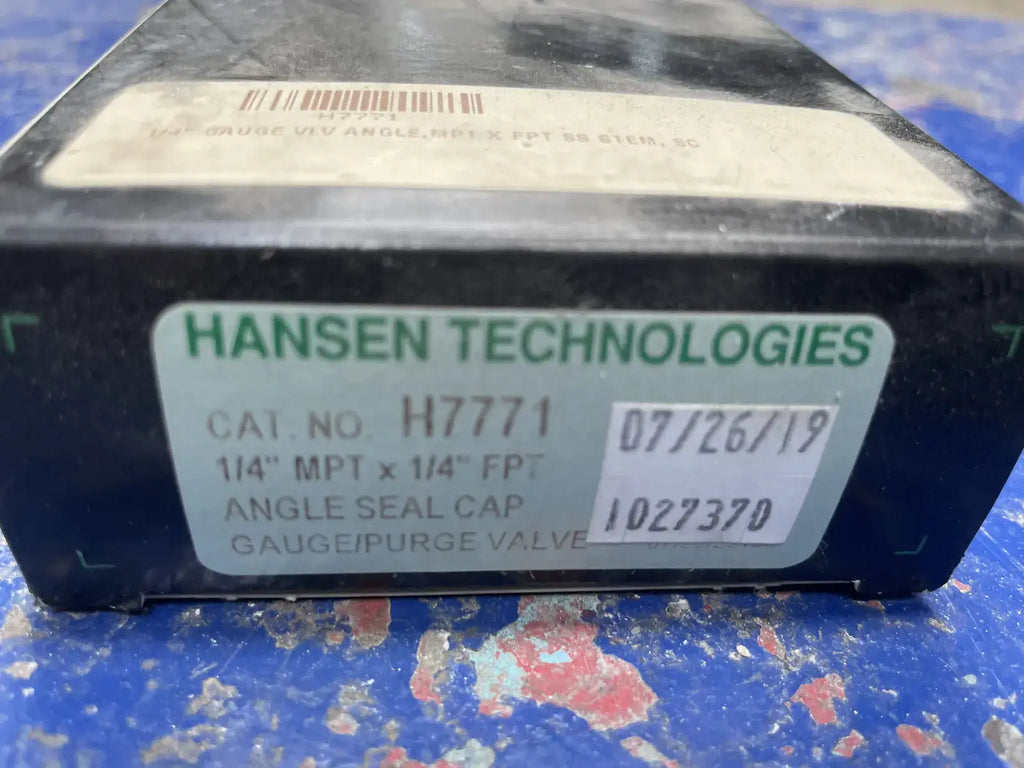 H7771
1/4" GAUGE VLV ANGLE,MPT X FPT SS STEM, SC
HANSEN TECHNOLOGIES
CAT. NO. H7771
1/4" MPT x 1/4" FPT
ANGLE SEAL CAP
GAUGE/PURGE VALVE
07/26/19
1027370